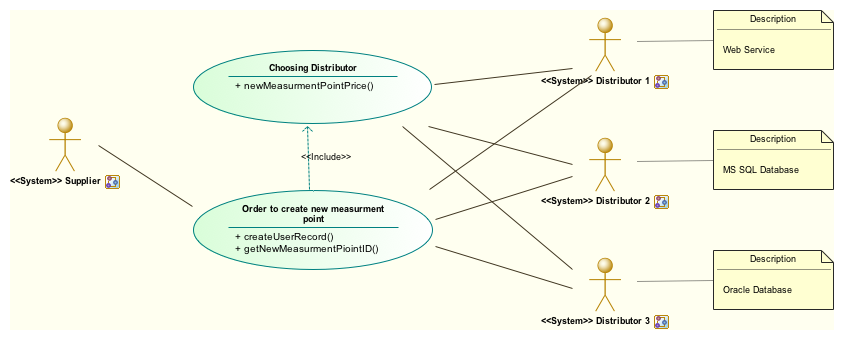 Description
Web Service
<<System>> Distributor 1
Choosing Distributor
+ newMeasurmentPointPrice()
<<Include>>
<<System>> Supplier
Description
MS SQL Database
<<System>> Distributor 2
Order to create new measurment
point
+ createUserRecord()
+ getNewMeasurmentPiointID()
Description
Oracle Database
<<System>> Distributor 3